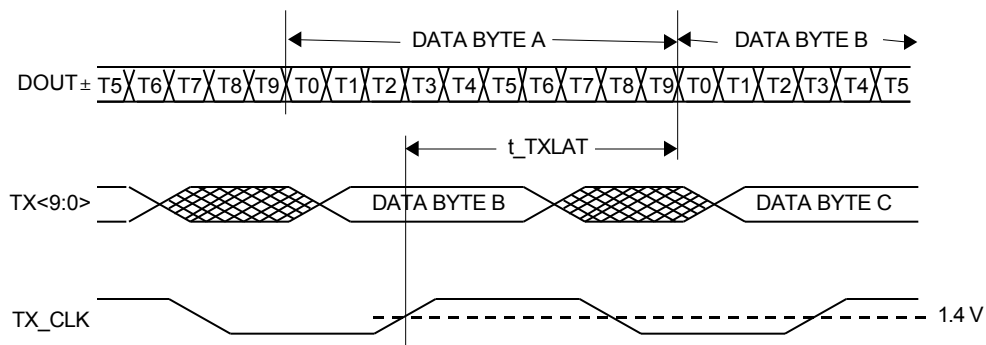 DATA BYTE A DATA BYTE B
DOUT± T5 T6 T7 T8 T9 T0 T1 T2 T3 T4 T5 T6 T7 T8 T9 T0 T1 T2 T3 T4 T5
t_TXLAT
TX<9:0> DATA BYTE B DATA BYTE C
TX_CLK 1.4 V